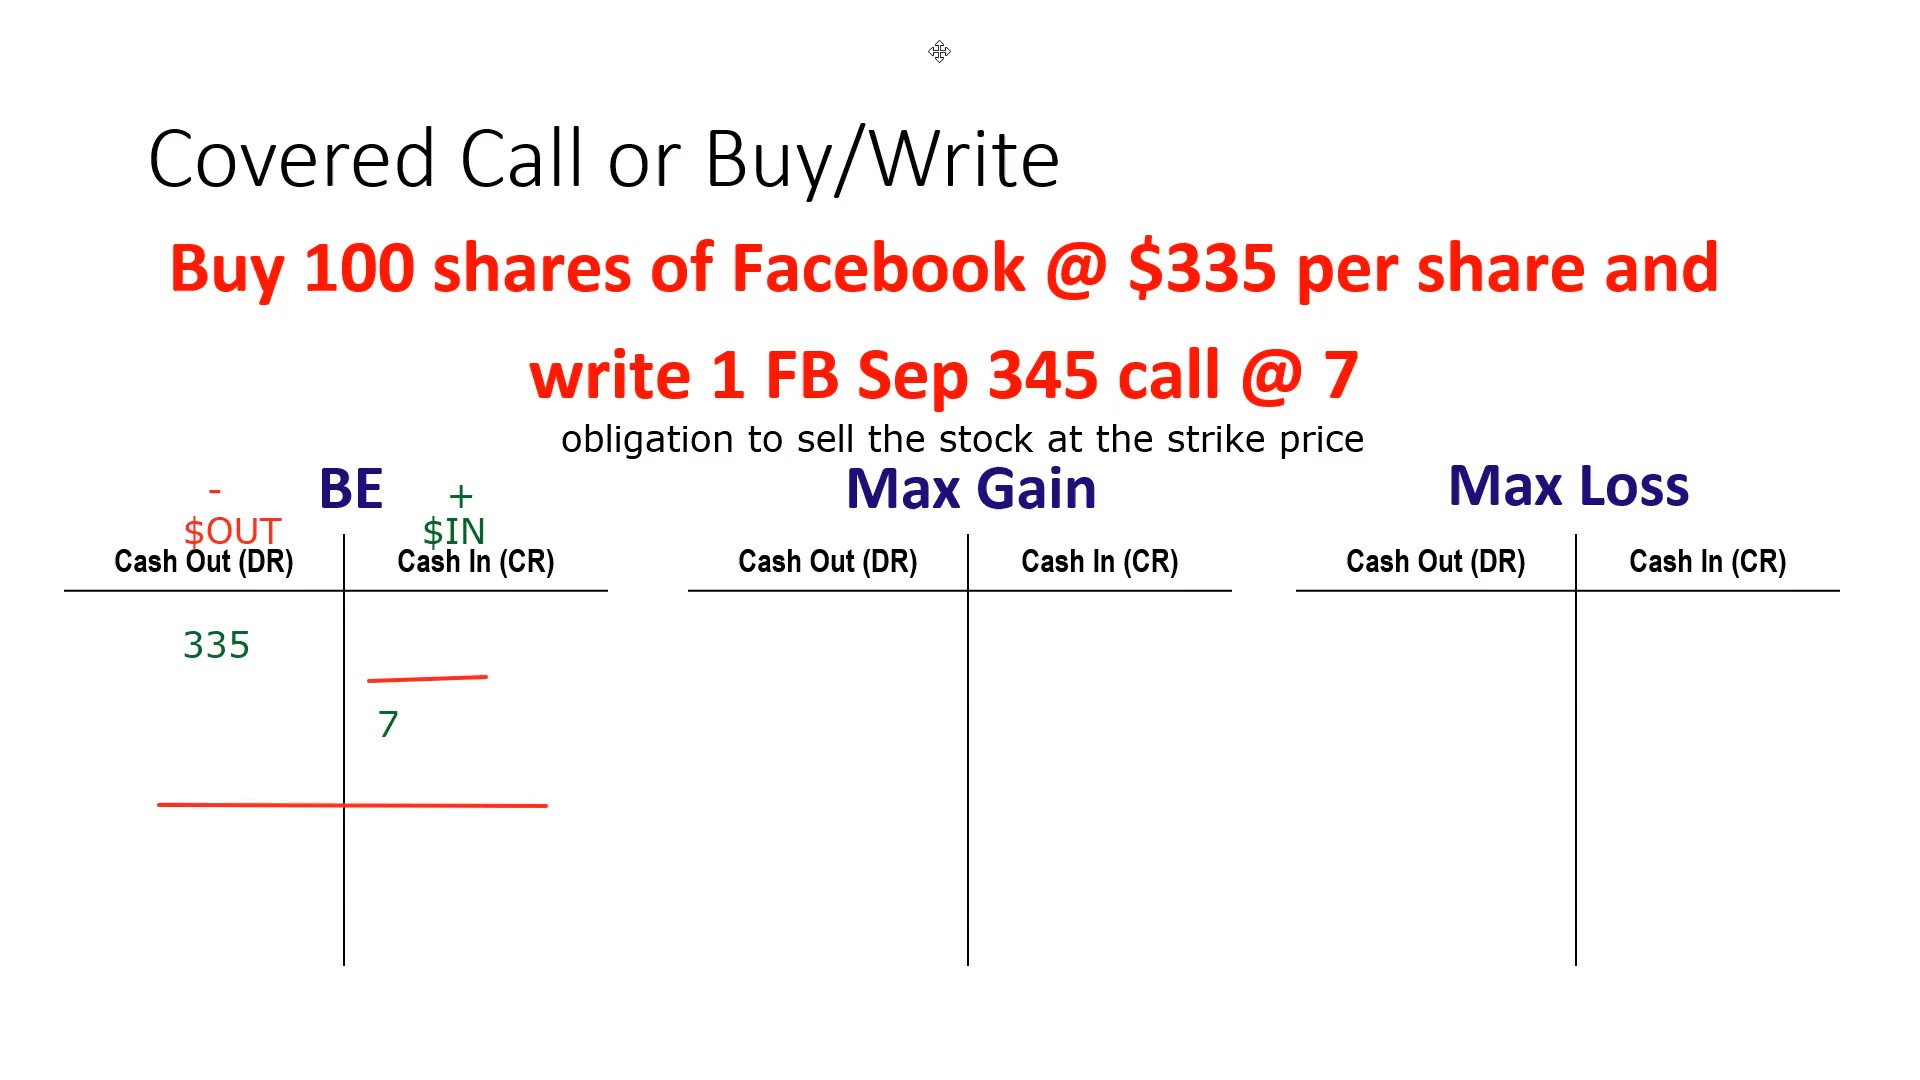 Covered Call or Buy/Write
Buy 100 shares of Facebook @ $335 per share and
write 1 FB Sep 345 call @ 7
obligation to sell the stock at the strike price
- BE + Max Gain Max Loss
$OUT $IN
Cash Out (DR) Cash In (CR) Cash Out (DR) Cash In (CR) Cash Out (DR) Cash In (CR)
335
7